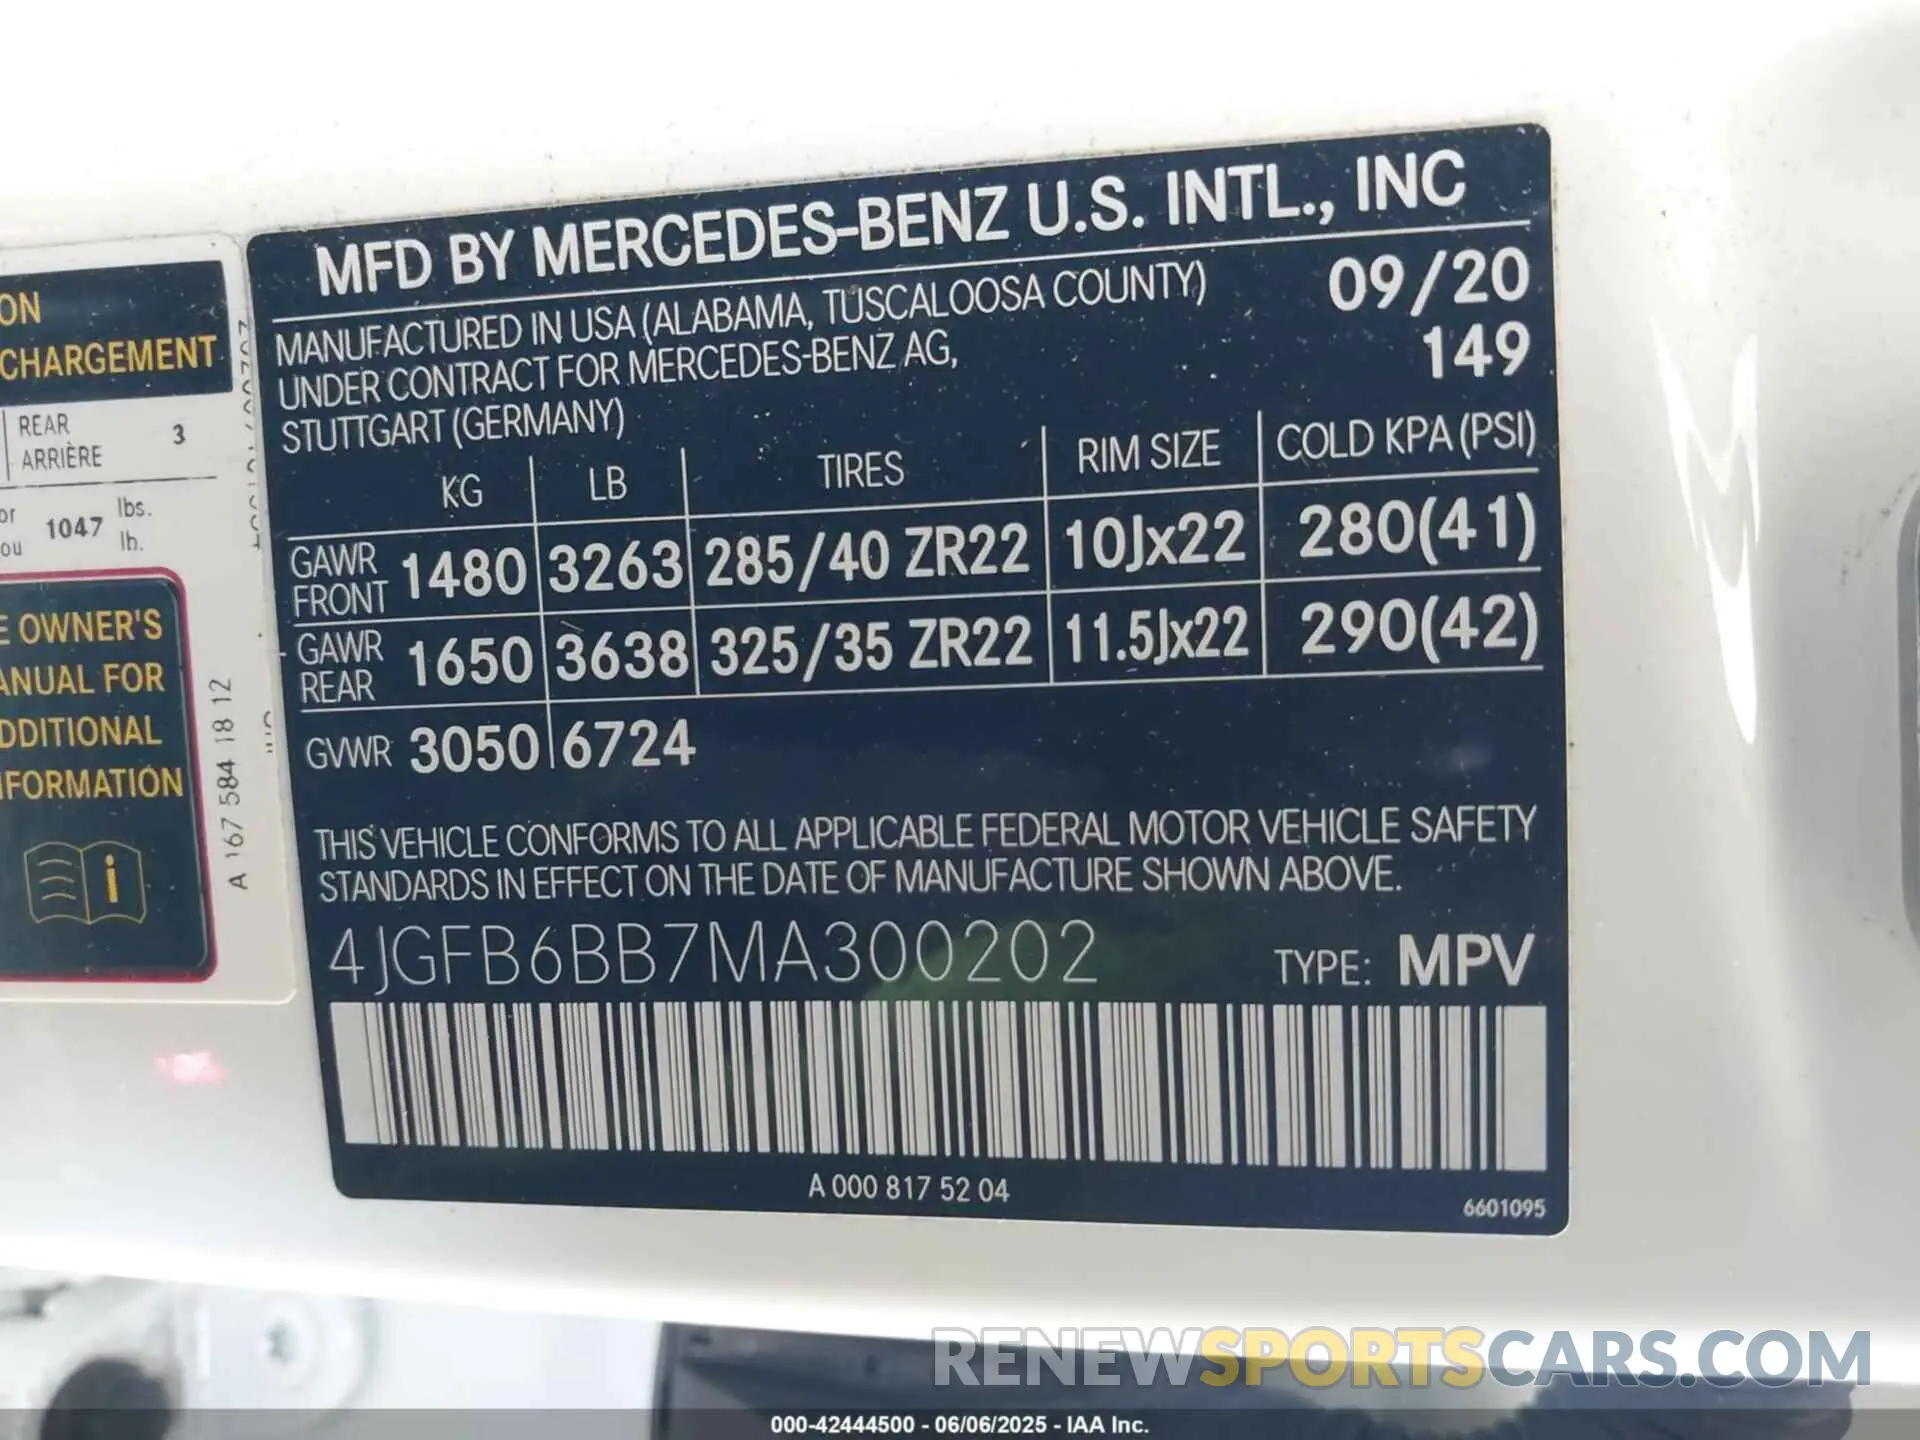 ON
CHARGEMENT
REAR
ARRIÈRE 3
or
ou 1047 lbs.
lb.
E OWNER'S
ANUAL FOR
DDITIONAL
NFORMATION
i
A 167 584 18 12
MFD BY MERCEDES-BENZ U.S. INTL., INC
MANUFACTURED IN USA (ALABAMA, TUSCALOOSA COUNTY) 09/20
UNDER CONTRACT FOR MERCEDES-BENZ AG, 149
STUTTGART (GERMANY)
KG LB TIRES RIM SIZE COLD KPA (PSI)
GAWR
FRONT 1480 3263 285/40 ZR22 10Jx22 280(41)
GAWR
REAR 1650 3638 325/35 ZR22 11.5Jx22 290(42)
GVWR 3050 6724
THIS VEHICLE CONFORMS TO ALL APPLICABLE FEDERAL MOTOR VEHICLE SAFETY
STANDARDS IN EFFECT ON THE DATE OF MANUFACTURE SHOWN ABOVE.
4JGFB6BB7MA300202 TYPE: MPV
A 000 817 52 04
6601095
RENEWSPORTSCARS.COM
000-42444500 - 06/06/2025 - IAA Inc.